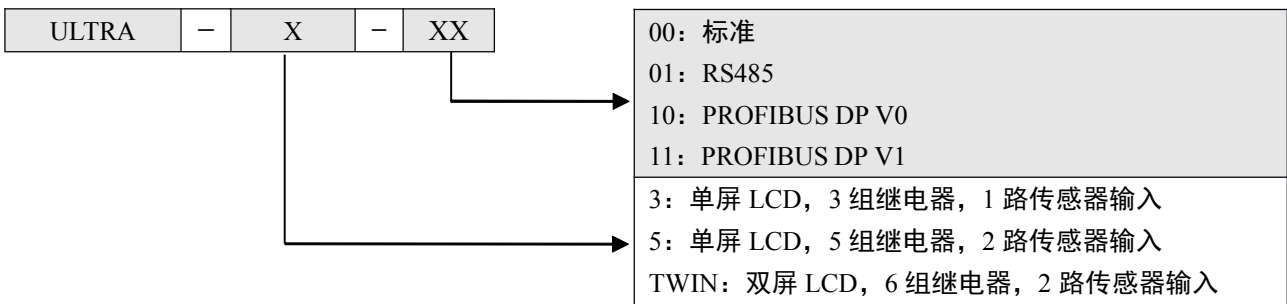 ULTRA － X － XX
00：标准
01：RS485
10：PROFIBUS DP V0
11：PROFIBUS DP V1
3：单屏 LCD，3 组继电器，1 路传感器输入
5：单屏 LCD，5 组继电器，2 路传感器输入
TWIN：双屏 LCD，6 组继电器，2 路传感器输入